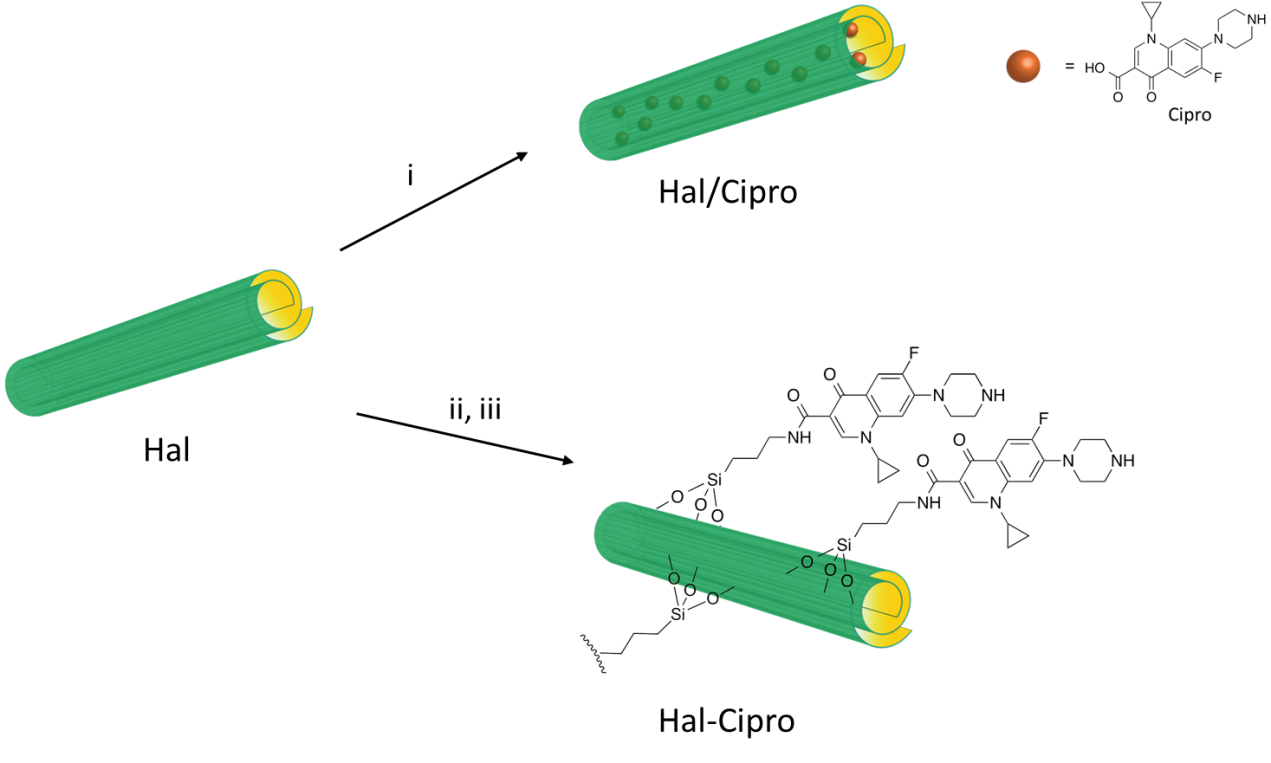 i
Hal/Cipro
=
N
N
NH
HO
O
O
F
Cipro
Hal
ii, iii
F
O
O
N
NH
NH
N
Si
O
O
O
F
O
O
N
NH
NH
N
Si
O
O
O
O
O
O
Si
Hal-Cipro